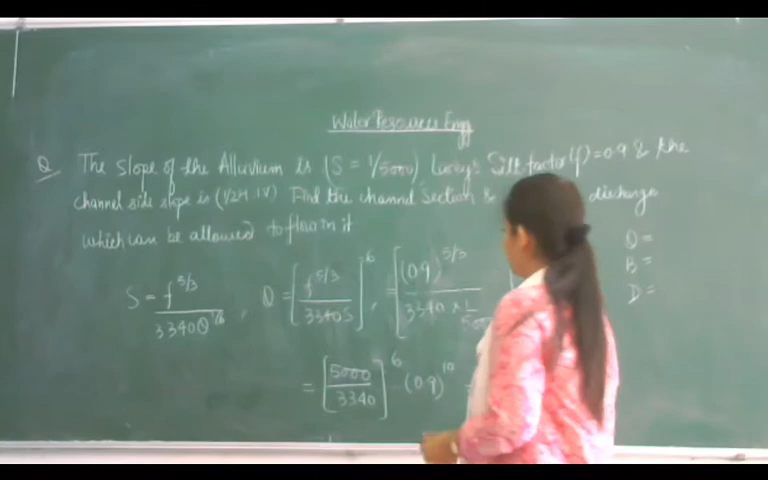 Water Resources Engg
Q The slope of the Alluvium is (S = 1/5000) Lacey's Silt factor (f) = 0.9 & the
channel side slope is (1/2H:1V) Find the channel Section & discharge
which can be allowed to flow in it
S = f^5/3 / 3340Q^1/6 , Q = [f^5/3 / 3340S]^6 , = [(0.9)^5/3 / 3340 × 1/5000
Q =
B =
D =
= [5000 / 3340]^6 (0.9)^10 =